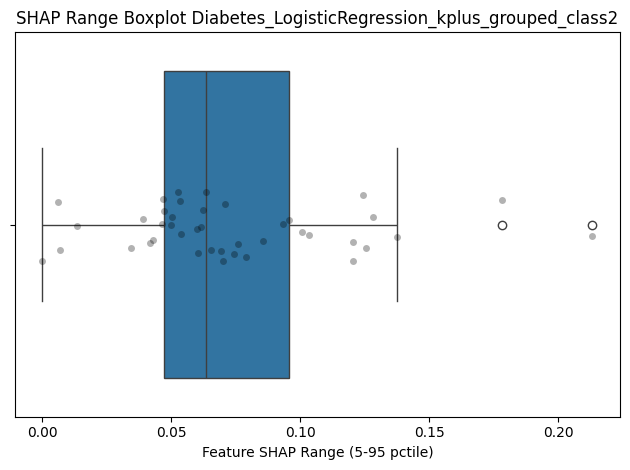 SHAP Range Boxplot Diabetes_LogisticRegression_kplus_grouped_class2
0.00 0.05 0.10 0.15 0.20
Feature SHAP Range (5-95 pctile)